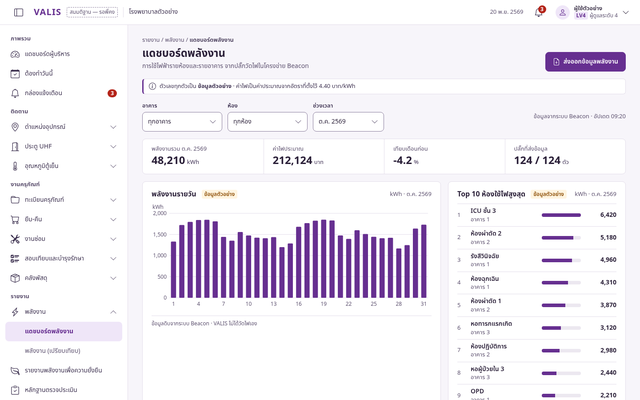 VALIS
สมมติฐาน — รอพี่คง
โรงพยาบาลตัวอย่าง
20 พ.ย. 2569
3
ผู้ใช้ตัวอย่าง
LV4 ผู้ดูแลระดับ 4
ภาพรวม
แดชบอร์ดผู้บริหาร
ต้องทำวันนี้
กล่องแจ้งเตือน
3
ติดตาม
ตำแหน่งอุปกรณ์
ประตู UHF
อุณหภูมิตู้เย็น
งานครุภัณฑ์
ทะเบียนครุภัณฑ์
ยืม-คืน
งานซ่อม
สอบเทียบและบำรุงรักษา
คลังพัสดุ
รายงาน
พลังงาน
แดชบอร์ดพลังงาน
พลังงาน (เปรียบเทียบ)
รายงานพลังงานเพื่อความยั่งยืน
หลักฐานตรวจประเมิน
รายงาน / พลังงาน / แดชบอร์ดพลังงาน
แดชบอร์ดพลังงาน
การใช้ไฟฟ้ารายห้องและรายอาคาร จากปลั๊กวัดไฟในโครงข่าย Beacon
ส่งออกข้อมูลพลังงาน
ตัวเลขทุกตัวเป็น ข้อมูลตัวอย่าง · ค่าไฟเป็นค่าประมาณจากอัตราที่ตั้งไว้ 4.40 บาท/kWh
อาคาร
ห้อง
ช่วงเวลา
ทุกอาคาร
ทุกห้อง
ต.ค. 2569
ข้อมูลจากระบบ Beacon · อัปเดต 09:20
พลังงานรวม ต.ค. 2569
48,210 kWh
ค่าไฟประมาณ
212,124 บาท
เทียบเดือนก่อน
-4.2 %
ปลั๊กที่ส่งข้อมูล
124 / 124 ตัว
พลังงานรายวัน
ข้อมูลตัวอย่าง
kWh · ต.ค. 2569
kWh
2,000
1,500
1,000
500
0
1 4 7 10 13 16 19 22 25 28 31
ข้อมูลดิบจากระบบ Beacon · VALIS ไม่ได้วัดไฟเอง
Top 10 ห้องใช้ไฟสูงสุด
ข้อมูลตัวอย่าง
kWh · ต.ค. 2569
1 ICU ชั้น 3 6,420
อาคาร 1
2 ห้องผ่าตัด 2 5,180
อาคาร 2
3 รังสีวินิจฉัย 4,960
อาคาร 1
4 ห้องฉุกเฉิน 4,310
อาคาร 1
5 ห้องผ่าตัด 1 3,870
อาคาร 2
6 หอทารกแรกเกิด 3,120
อาคาร 3
7 ห้องปฏิบัติการ 2,980
อาคาร 2
8 หอผู้ป่วยใน 3 2,440
อาคาร 3
9 OPD 2,210
อาคาร 1